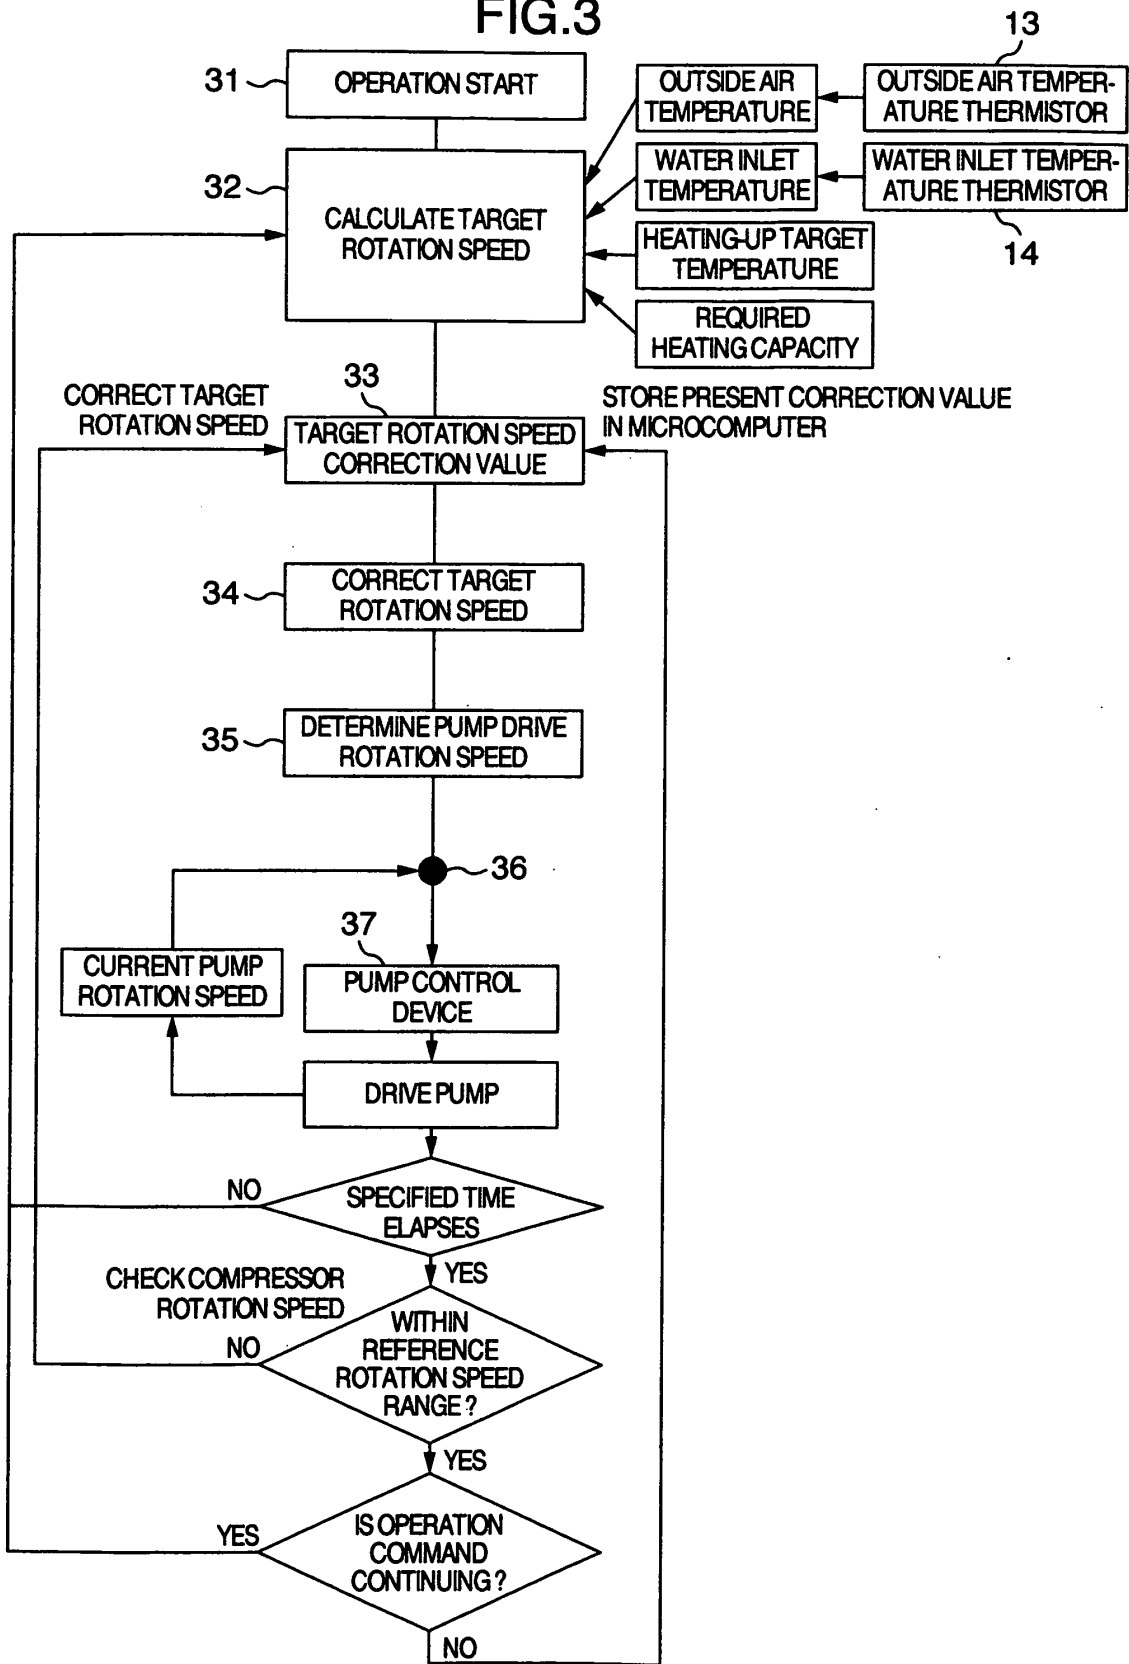 FIG.3
31
OPERATION START
13
OUTSIDE AIR
TEMPERATURE
OUTSIDE AIR TEMPER-
ATURE THERMISTOR
32
CALCULATE TARGET
ROTATION SPEED
WATER INLET
TEMPERATURE
WATER INLET TEMPER-
ATURE THERMISTOR
14
HEATING-UP TARGET
TEMPERATURE
REQUIRED
HEATING CAPACITY
CORRECT TARGET
ROTATION SPEED
33
STORE PRESENT CORRECTION VALUE
IN MICROCOMPUTER
TARGET ROTATION SPEED
CORRECTION VALUE
34
CORRECT TARGET
ROTATION SPEED
35
DETERMINE PUMP DRIVE
ROTATION SPEED
36
37
CURRENT PUMP
ROTATION SPEED
PUMP CONTROL
DEVICE
DRIVE PUMP
NO
SPECIFIED TIME
ELAPSES
YES
CHECK COMPRESSOR
ROTATION SPEED
NO
WITHIN
REFERENCE
ROTATION SPEED
RANGE?
YES
YES
IS OPERATION
COMMAND
CONTINUING?
NO